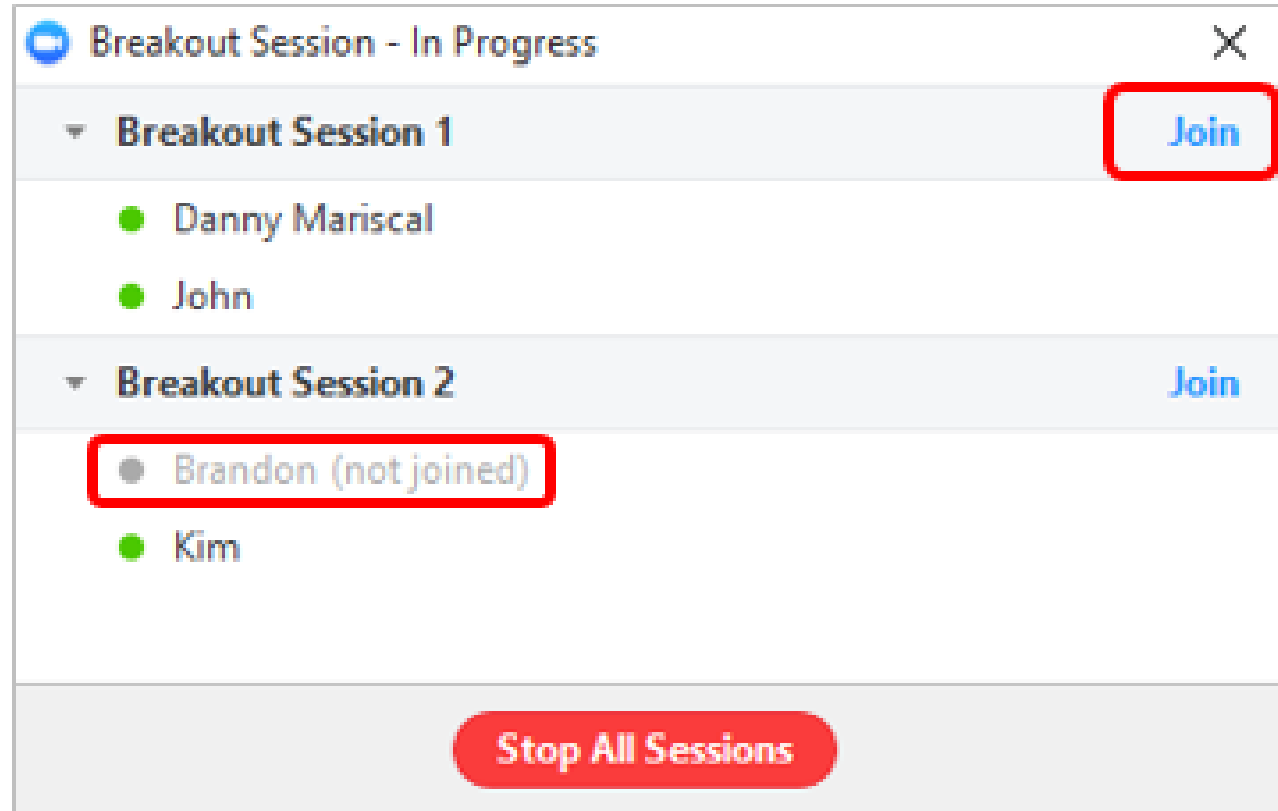 Breakout Session - In Progress
Breakout Session 1 Join
Danny Mariscal
John
Breakout Session 2 Join
Brandon (not joined)
Kim
Stop All Sessions